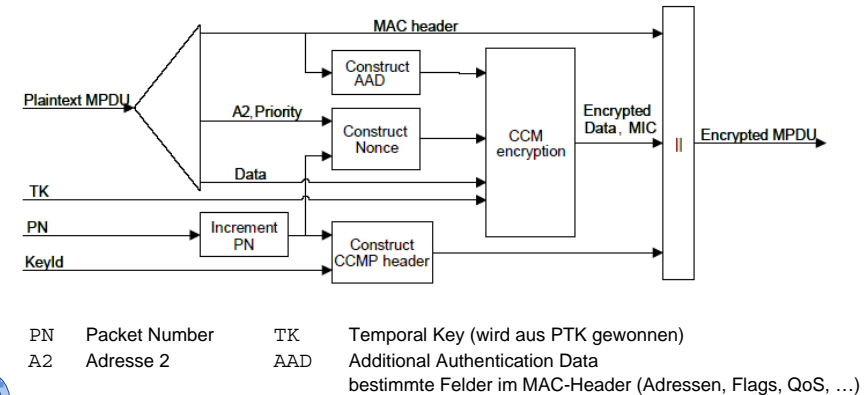 MAC header
Construct
AAD
Plaintext MPDU
A2, Priority
Construct
Nonce
CCM
encryption
Encrypted
Data, MIC
||
Encrypted MPDU
Data
TK
PN
Increment
PN
Construct
CCMP header
KeyId
PN Packet Number TK Temporal Key (wird aus PTK gewonnen)
A2 Adresse 2 AAD Additional Authentication Data
bestimmte Felder im MAC-Header (Adressen, Flags, QoS, …)